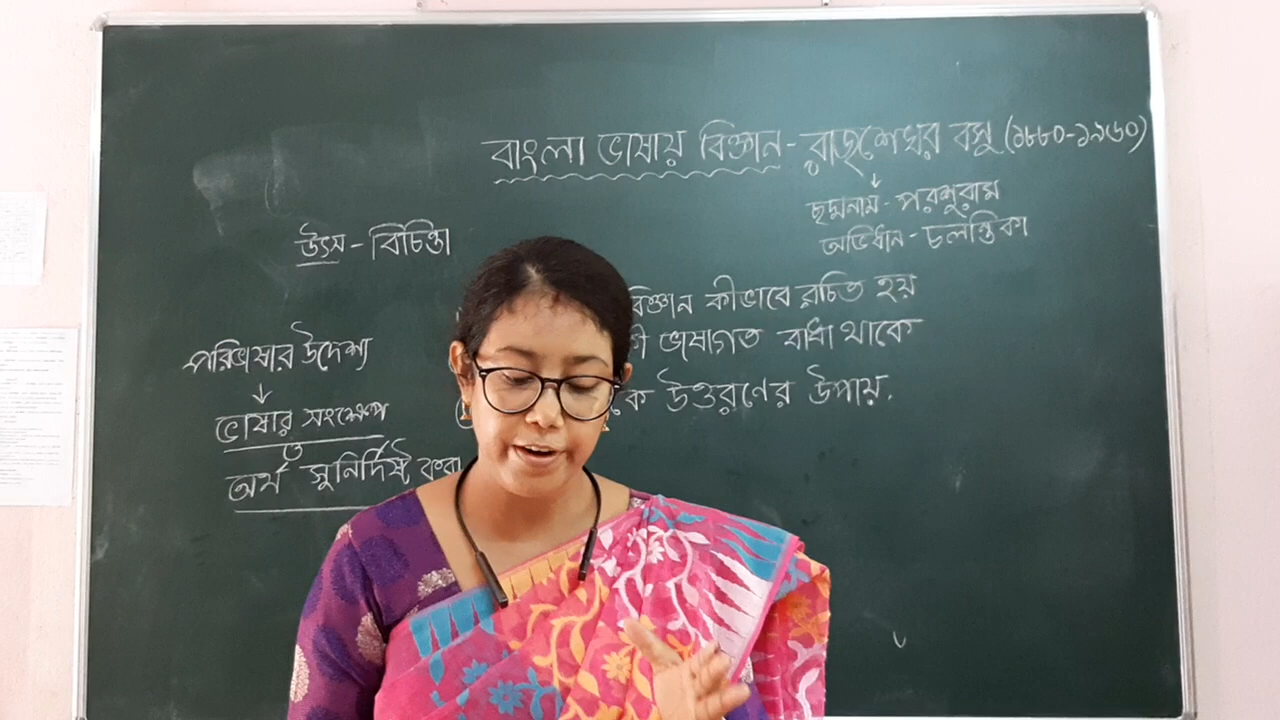 বাংলা ভাষায় বিজ্ঞান - রাজশেখর বসু (১৮৮০-১৯৬০)
↓
ছদ্মনাম - পরশুরাম
অভিধান - চলন্তিকা
উৎস - বিচিন্তা
বিজ্ঞান কীভাবে রচিত হয়
কী ভাষাগত বাধা থাকে
উত্তরণের উপায়.
পরিভাষার উদ্দেশ্য
↓
ভাষার সংক্ষেপ
ও
অর্থ সুনির্দিষ্ট করা